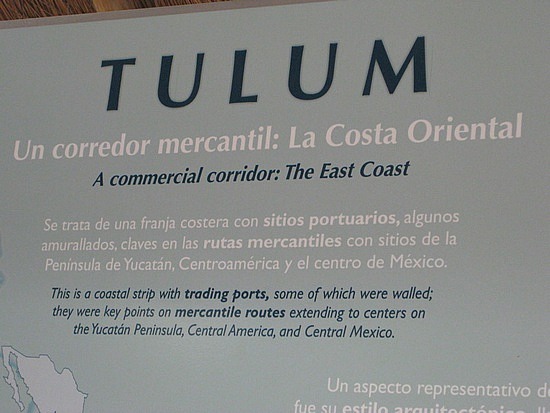 TULUM
Un corredor mercantil: La Costa Oriental
A commercial corridor: The East Coast
Se trata de una franja costera con sitios portuarios, algunos
amurallados, claves en las rutas mercantiles con sitios de la
Península de Yucatán, Centroamérica y el centro de México.
This is a coastal strip with trading ports, some of which were walled;
they were key points on mercantile routes extending to centers on
the Yucatán Peninsula, Central America, and Central Mexico.
Un aspecto representativo de
fue su estilo arquitectónico,